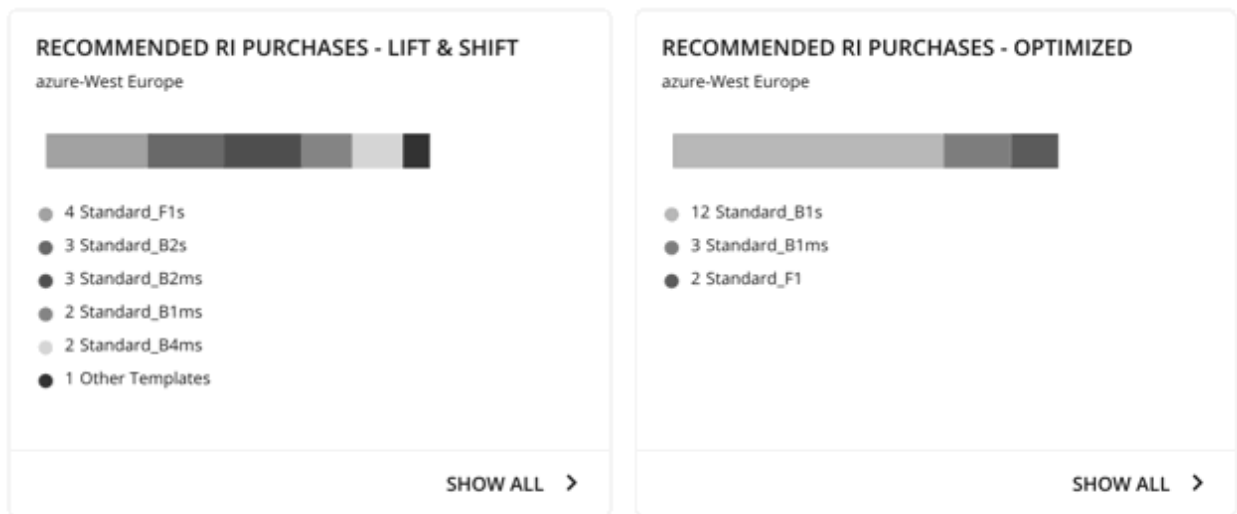 RECOMMENDED RI PURCHASES - LIFT & SHIFT
azure-West Europe
4 Standard_F1s
3 Standard_B2s
3 Standard_B2ms
2 Standard_B1ms
2 Standard_B4ms
1 Other Templates
SHOW ALL
RECOMMENDED RI PURCHASES - OPTIMIZED
azure-West Europe
12 Standard_B1s
3 Standard_B1ms
2 Standard_F1
SHOW ALL